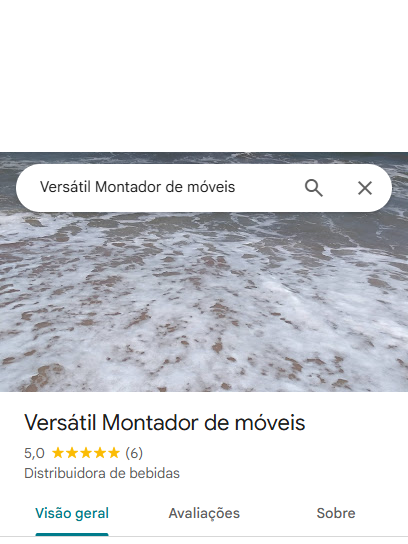 Versátil Montador de móveis
Versátil Montador de móveis
5,0 ★★★★★ (6)
Distribuidora de bebidas
Visão geral Avaliações Sobre